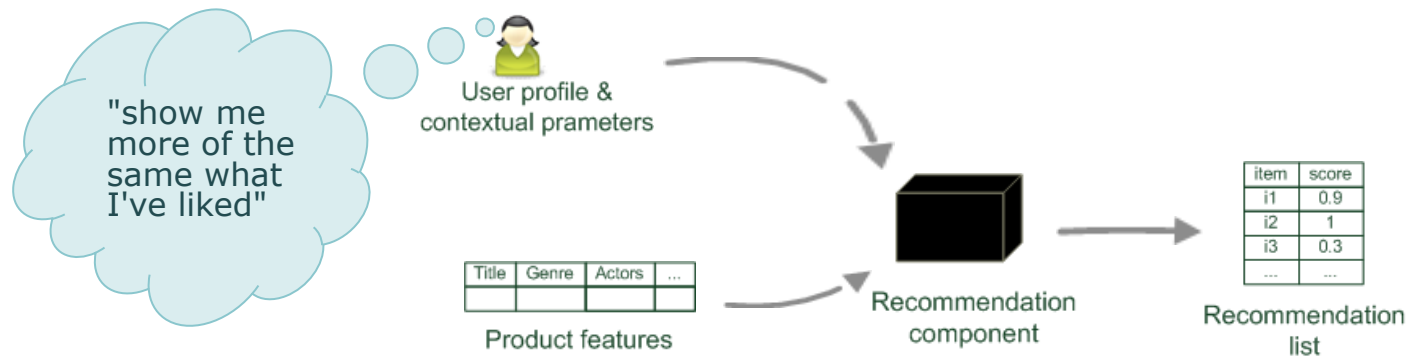 "show me
more of the
same what
I've liked"
User profile &
contextual prameters
Title Genre Actors ...
Product features
Recommendation
component
item score
i1 0.9
i2 1
i3 0.3
... ...
Recommendation
list